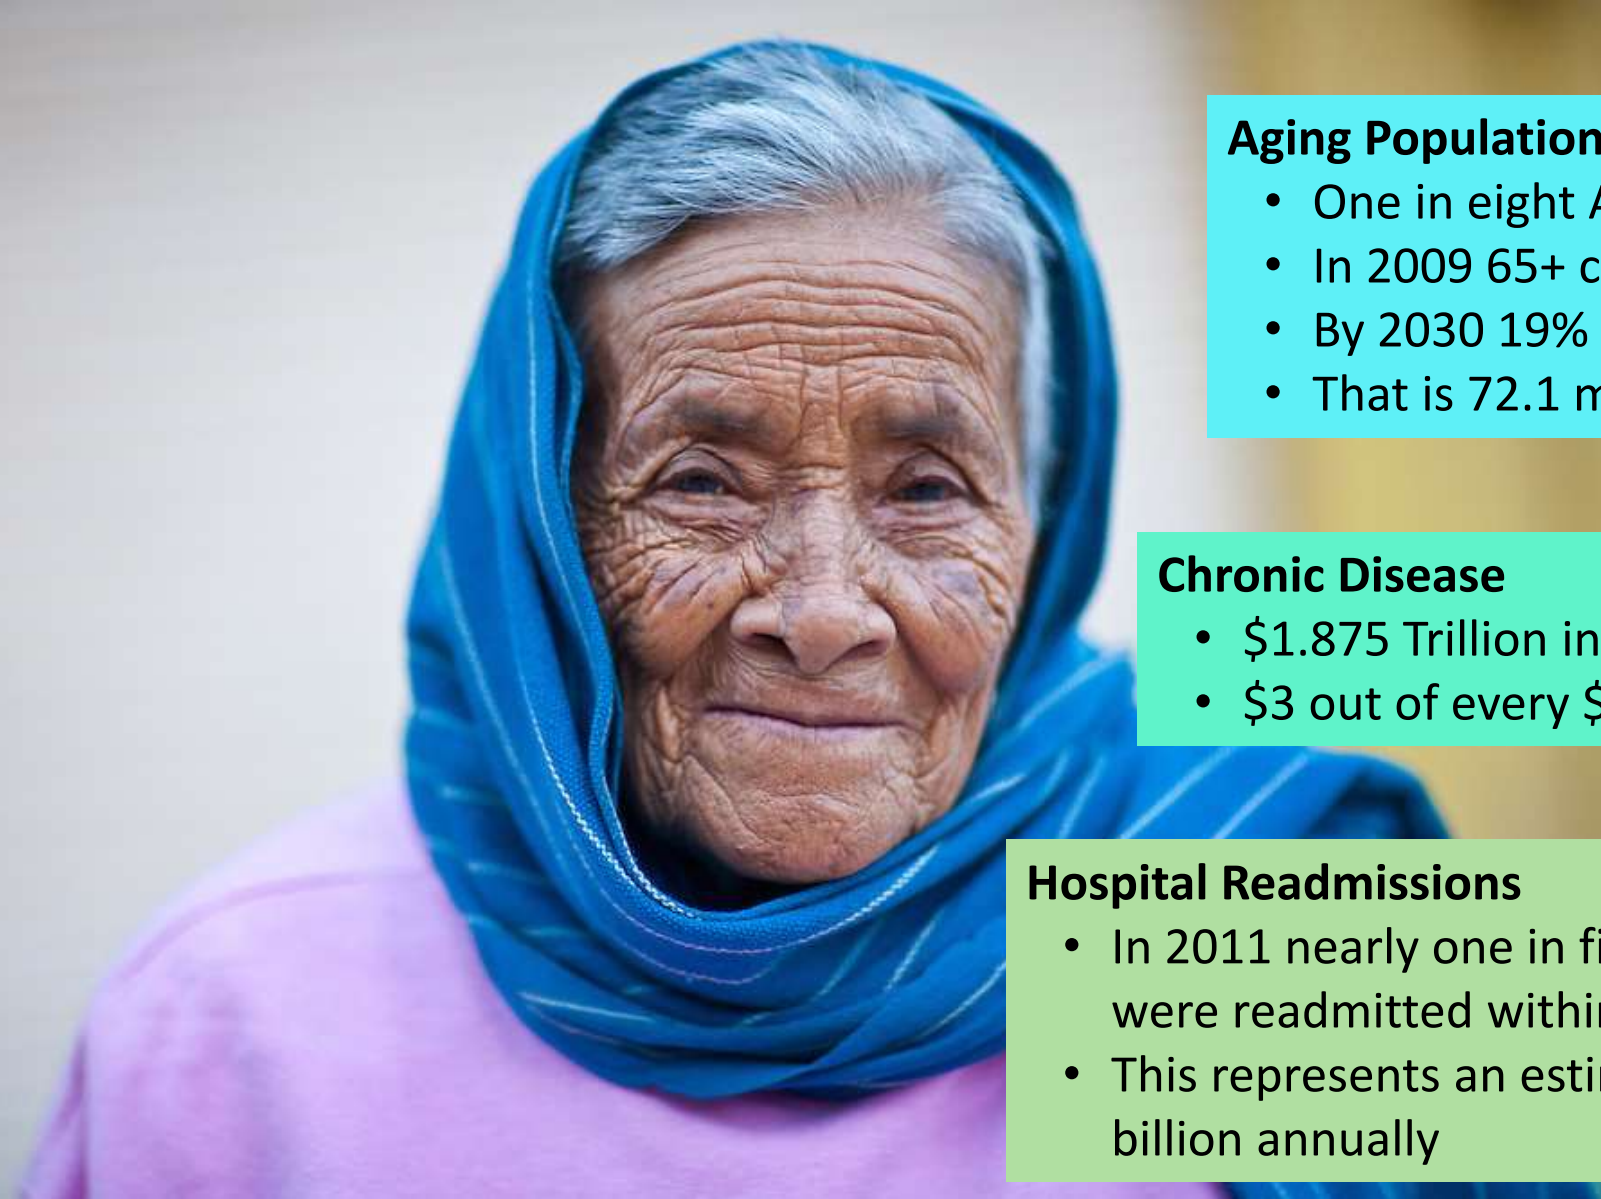 Aging Population
• One in eight
• In 2009 65+
• By 2030 19%
• That is 72.1
Chronic Disease
• $1.875 Trillion in
• $3 out of every
Hospital Readmissions
• In 2011 nearly one in
were readmitted
• This represents an
billion annually